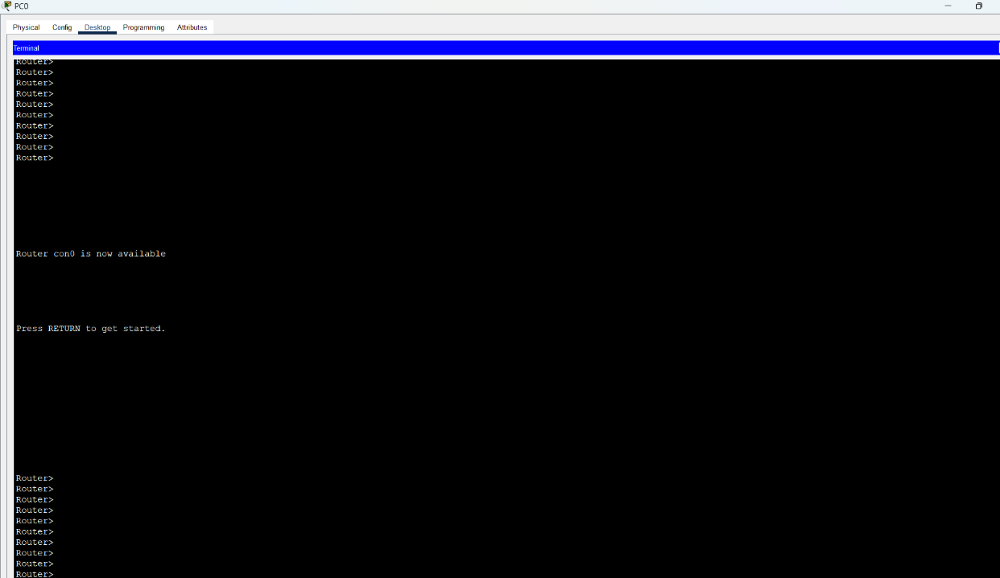 PC0
Physical Config Desktop Programming Attributes
Terminal
Router>
Router>
Router>
Router>
Router>
Router>
Router>
Router>
Router>
Router>
Router con0 is now available
Press RETURN to get started.
Router>
Router>
Router>
Router>
Router>
Router>
Router>
Router>
Router>
Router>